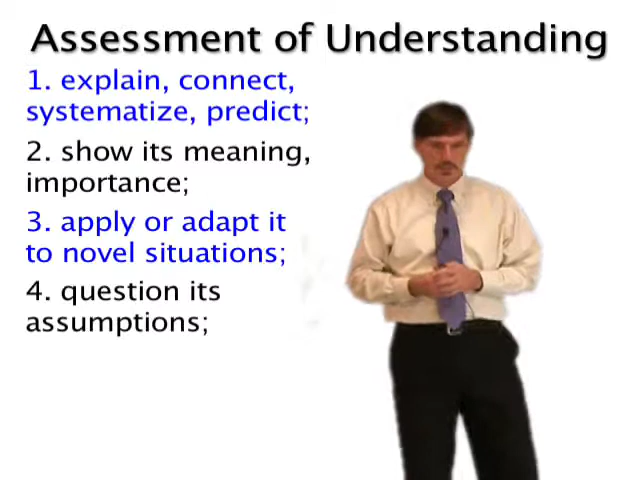 Assessment of Understanding
1. explain, connect,
systematize, predict;
2. show its meaning,
importance;
3. apply or adapt it
to novel situations;
4. question its
assumptions;